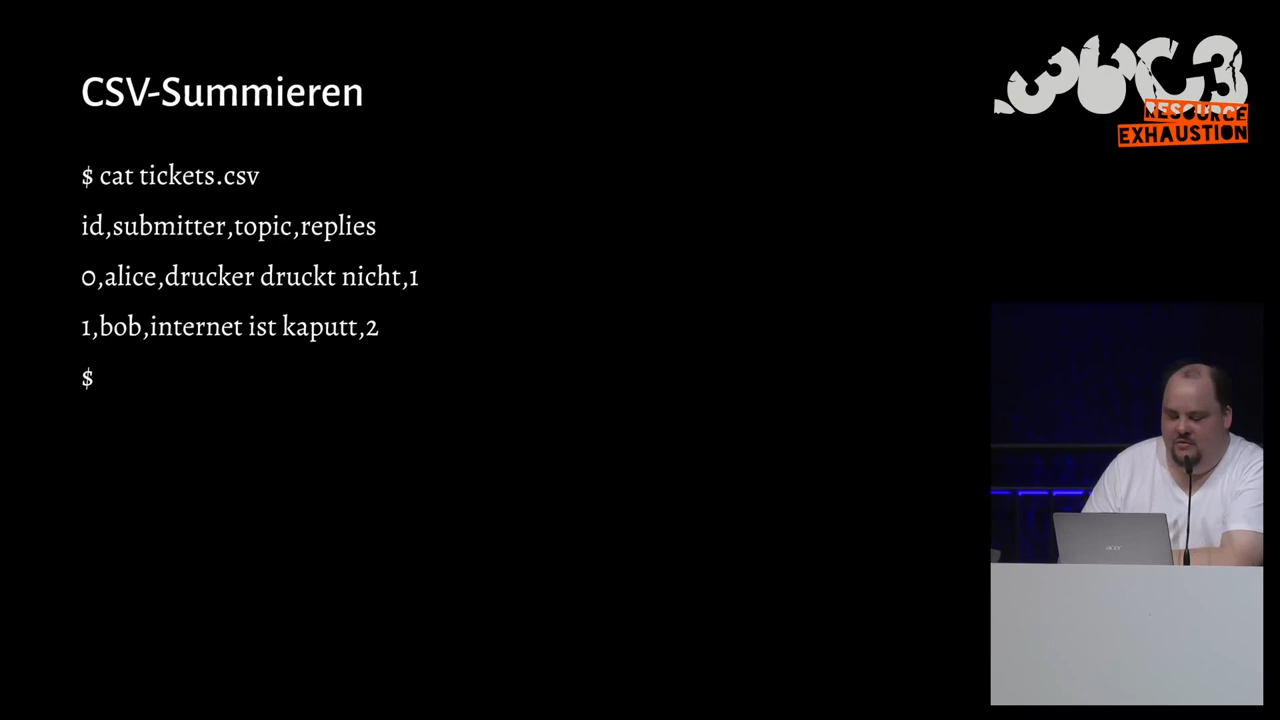 CSV-Summieren
$ cat tickets.csv
id,submitter,topic,replies
0,alice,drucker druckt nicht,1
1,bob,internet ist kaputt,2
$
36C3
RESOURCE
EXHAUSTION
acer